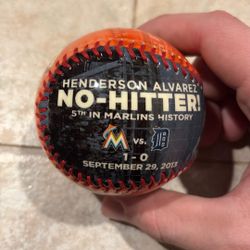 HENDERSON ALVAREZ
NO-HITTER!
5TH IN MARLINS HISTORY
M VS. D
1 - 0
SEPTEMBER 29, 2013